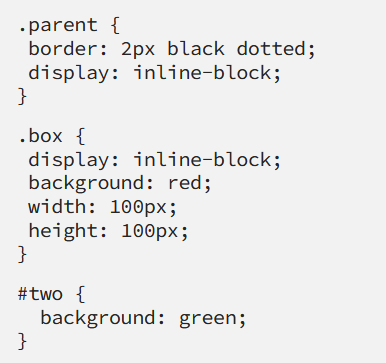 .parent {
 border: 2px black dotted;
 display: inline-block;
}
.box {
 display: inline-block;
 background: red;
 width: 100px;
 height: 100px;
}
#two {
  background: green;
}